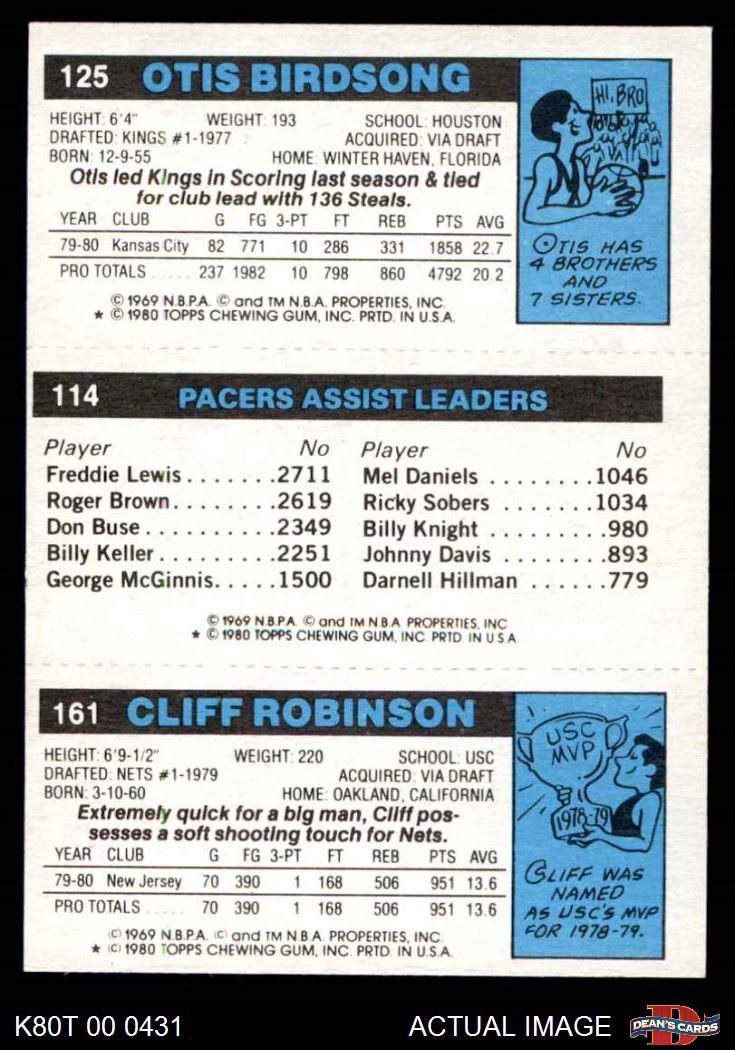 125 OTIS BIRDSONG
HEIGHT: 6'4" WEIGHT: 193 SCHOOL: HOUSTON
DRAFTED: KINGS #1-1977 ACQUIRED: VIA DRAFT
BORN: 12-9-55 HOME: WINTER HAVEN, FLORIDA
Otis led Kings in Scoring last season & tied
for club lead with 136 Steals.
YEAR CLUB G FG 3-PT FT REB PTS AVG
79-80 Kansas City 82 771 10 286 331 1858 22.7
PRO TOTALS ..... 237 1982 10 798 860 4792 20.2
© 1969 N.B.P.A. © and TM N.B.A. PROPERTIES, INC.
* © 1980 TOPPS CHEWING GUM, INC. PRTD. IN U.S.A.
HI, BRO
OTIS HAS
4 BROTHERS
AND
7 SISTERS.
114 PACERS ASSIST LEADERS
Player No Player No
Freddie Lewis.......2711 Mel Daniels ........1046
Roger Brown........2619 Ricky Sobers .......1034
Don Buse..........2349 Billy Knight .........980
Billy Keller.........2251 Johnny Davis ........893
George McGinnis.....1500 Darnell Hillman ......779
© 1969 N.B.P.A. © and TM N.B.A. PROPERTIES, INC
* © 1980 TOPPS CHEWING GUM, INC. PRTD IN U S A
161 CLIFF ROBINSON
HEIGHT: 6'9-1/2" WEIGHT: 220 SCHOOL: USC
DRAFTED: NETS #1-1979 ACQUIRED: VIA DRAFT
BORN: 3-10-60 HOME: OAKLAND, CALIFORNIA
Extremely quick for a big man, Cliff pos-
sesses a soft shooting touch for Nets.
YEAR CLUB G FG 3-PT FT REB PTS AVG
79-80 New Jersey 70 390 1 168 506 951 13.6
PRO TOTALS ..... 70 390 1 168 506 951 13.6
© 1969 N.B.P.A. © and TM N.B.A. PROPERTIES, INC.
* © 1980 TOPPS CHEWING GUM, INC. PRTD. IN U.S.A.
USC
MVP
1978-79
CLIFF WAS
NAMED
AS USC'S MVP
FOR 1978-79.
K80T 00 0431 ACTUAL IMAGE D DEAN'S CARDS